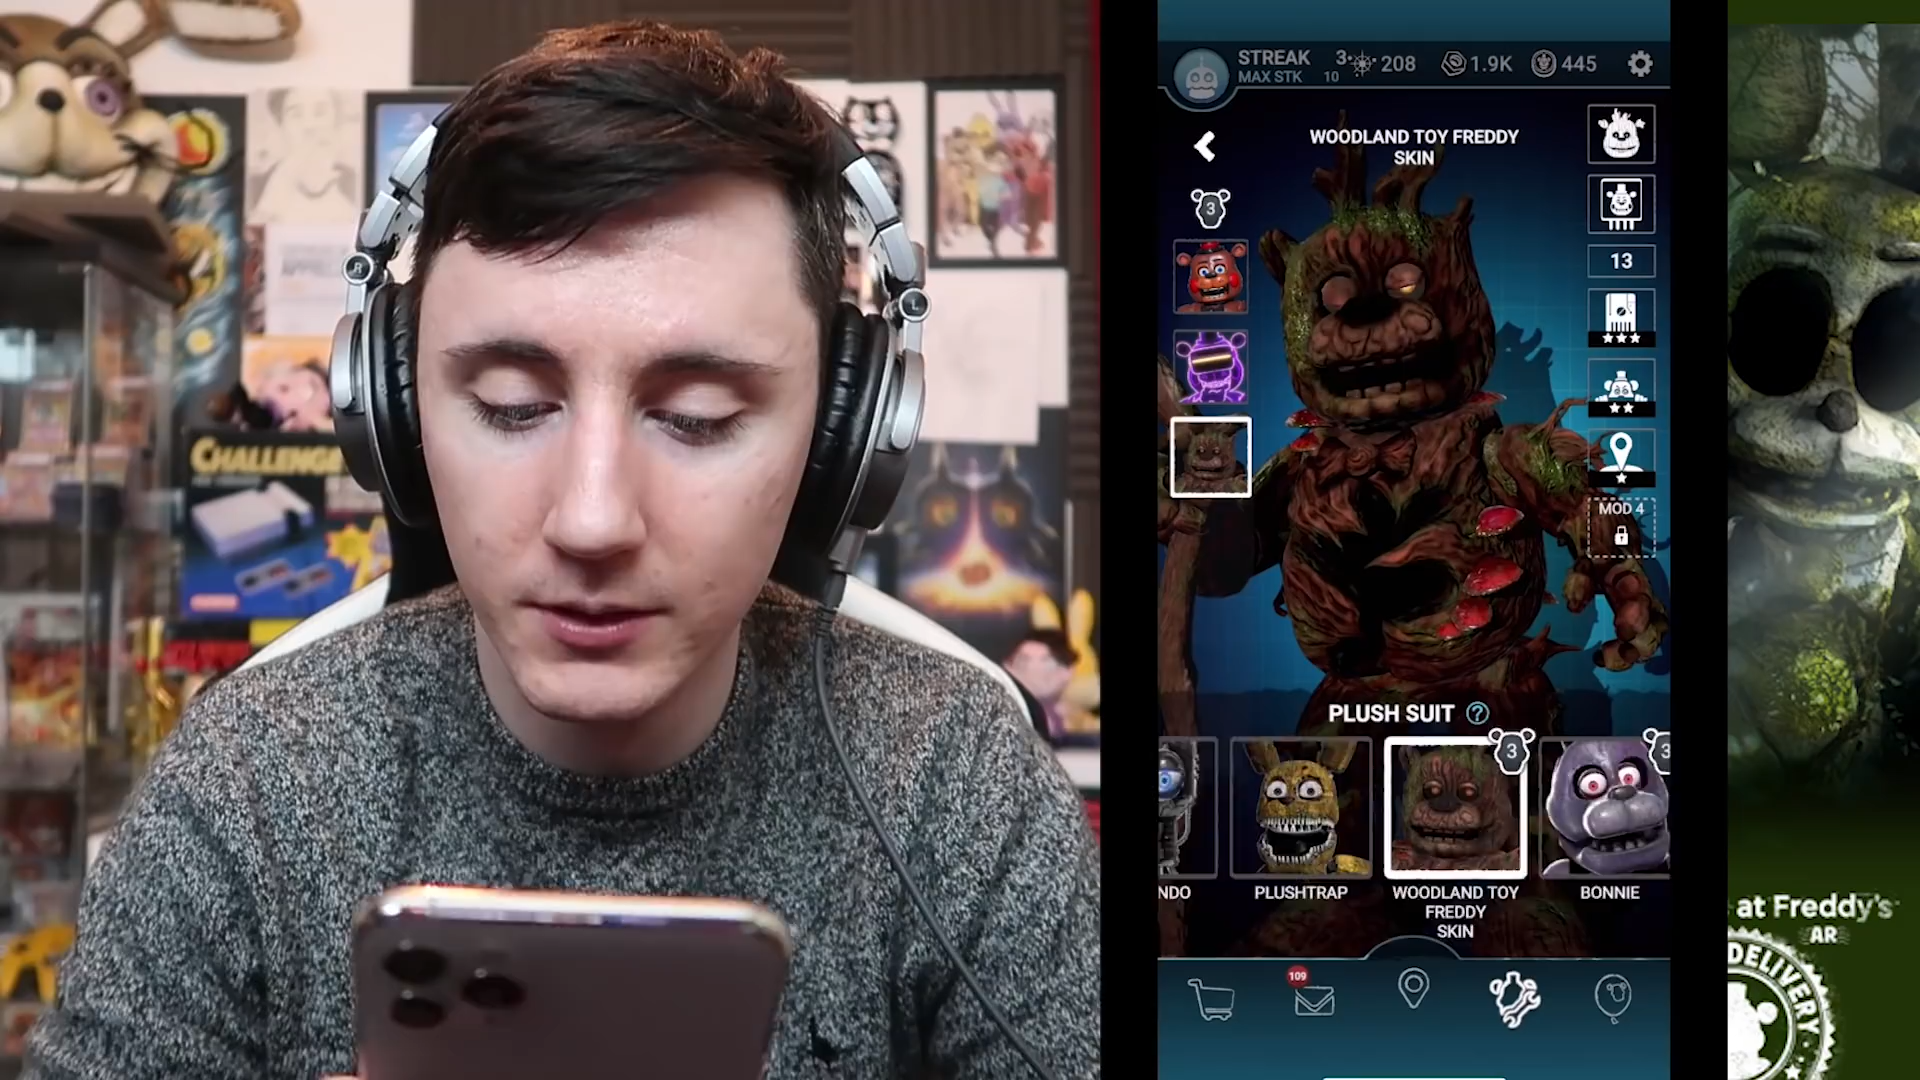 CHALLENGE
R
L
STREAK
MAX STK
3
10
208
1.9K
445
WOODLAND TOY FREDDY
SKIN
3
13
MOD 4
PLUSH SUIT ?
3
3
NDO
PLUSHTRAP
WOODLAND TOY
FREDDY
SKIN
BONNIE
109
at Freddy's
AR
DELIVERY